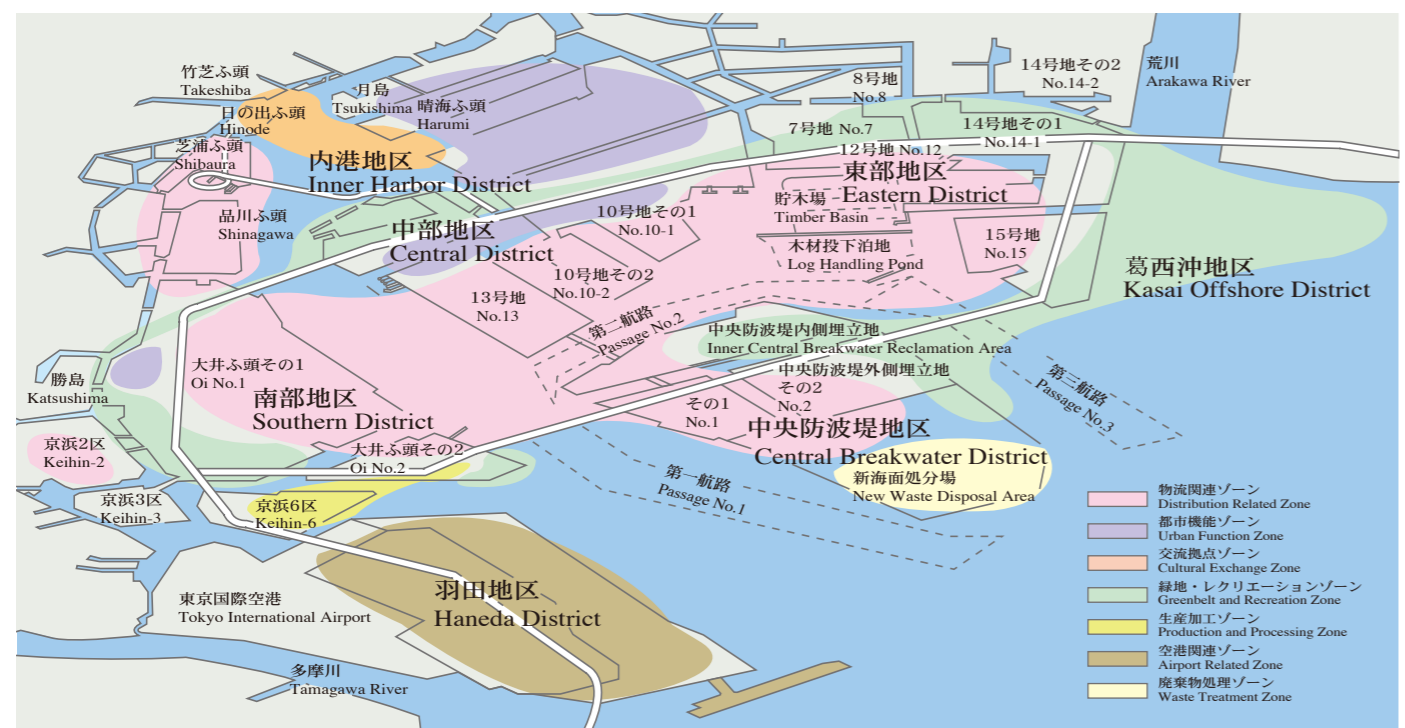 竹芝ふ頭
Takeshiba
日の出ふ頭
Hinode
芝浦ふ頭
Shibaura
月島
Tsukishima
晴海ふ頭
Harumi
内港地区
Inner Harbor District
品川ふ頭
Shinagawa
8号地
No.8
14号地その2
No.14-2
荒川
Arakawa River
7号地 No.7
14号地その1
No.14-1
12号地 No.12
東部地区
Eastern District
貯木場
Timber Basin
木材投下泊地
Log Handling Pond
15号地
No.15
中部地区
Central District
10号地その1
No.10-1
10号地その2
No.10-2
13号地
No.13
葛西沖地区
Kasai Offshore District
第二航路
Passage No.2
中央防波堤内側埋立地
Inner Central Breakwater Reclamation Area
中央防波堤外側埋立地
その2
No.2
その1
No.1
第三航路
Passage No.3
中央防波堤地区
Central Breakwater District
新海面処分場
New Waste Disposal Area
第一航路
Passage No.1
勝島
Katsushima
大井ふ頭その1
Oi No.1
南部地区
Southern District
大井ふ頭その2
Oi No.2
京浜2区
Keihin-2
京浜3区
Keihin-3
京浜6区
Keihin-6
羽田地区
Haneda District
東京国際空港
Tokyo International Airport
多摩川
Tamagawa River
物流関連ゾーン
Distribution Related Zone
都市機能ゾーン
Urban Function Zone
交流拠点ゾーン
Cultural Exchange Zone
緑地・レクリエーションゾーン
Greenbelt and Recreation Zone
生産加工ゾーン
Production and Processing Zone
空港関連ゾーン
Airport Related Zone
廃棄物処理ゾーン
Waste Treatment Zone